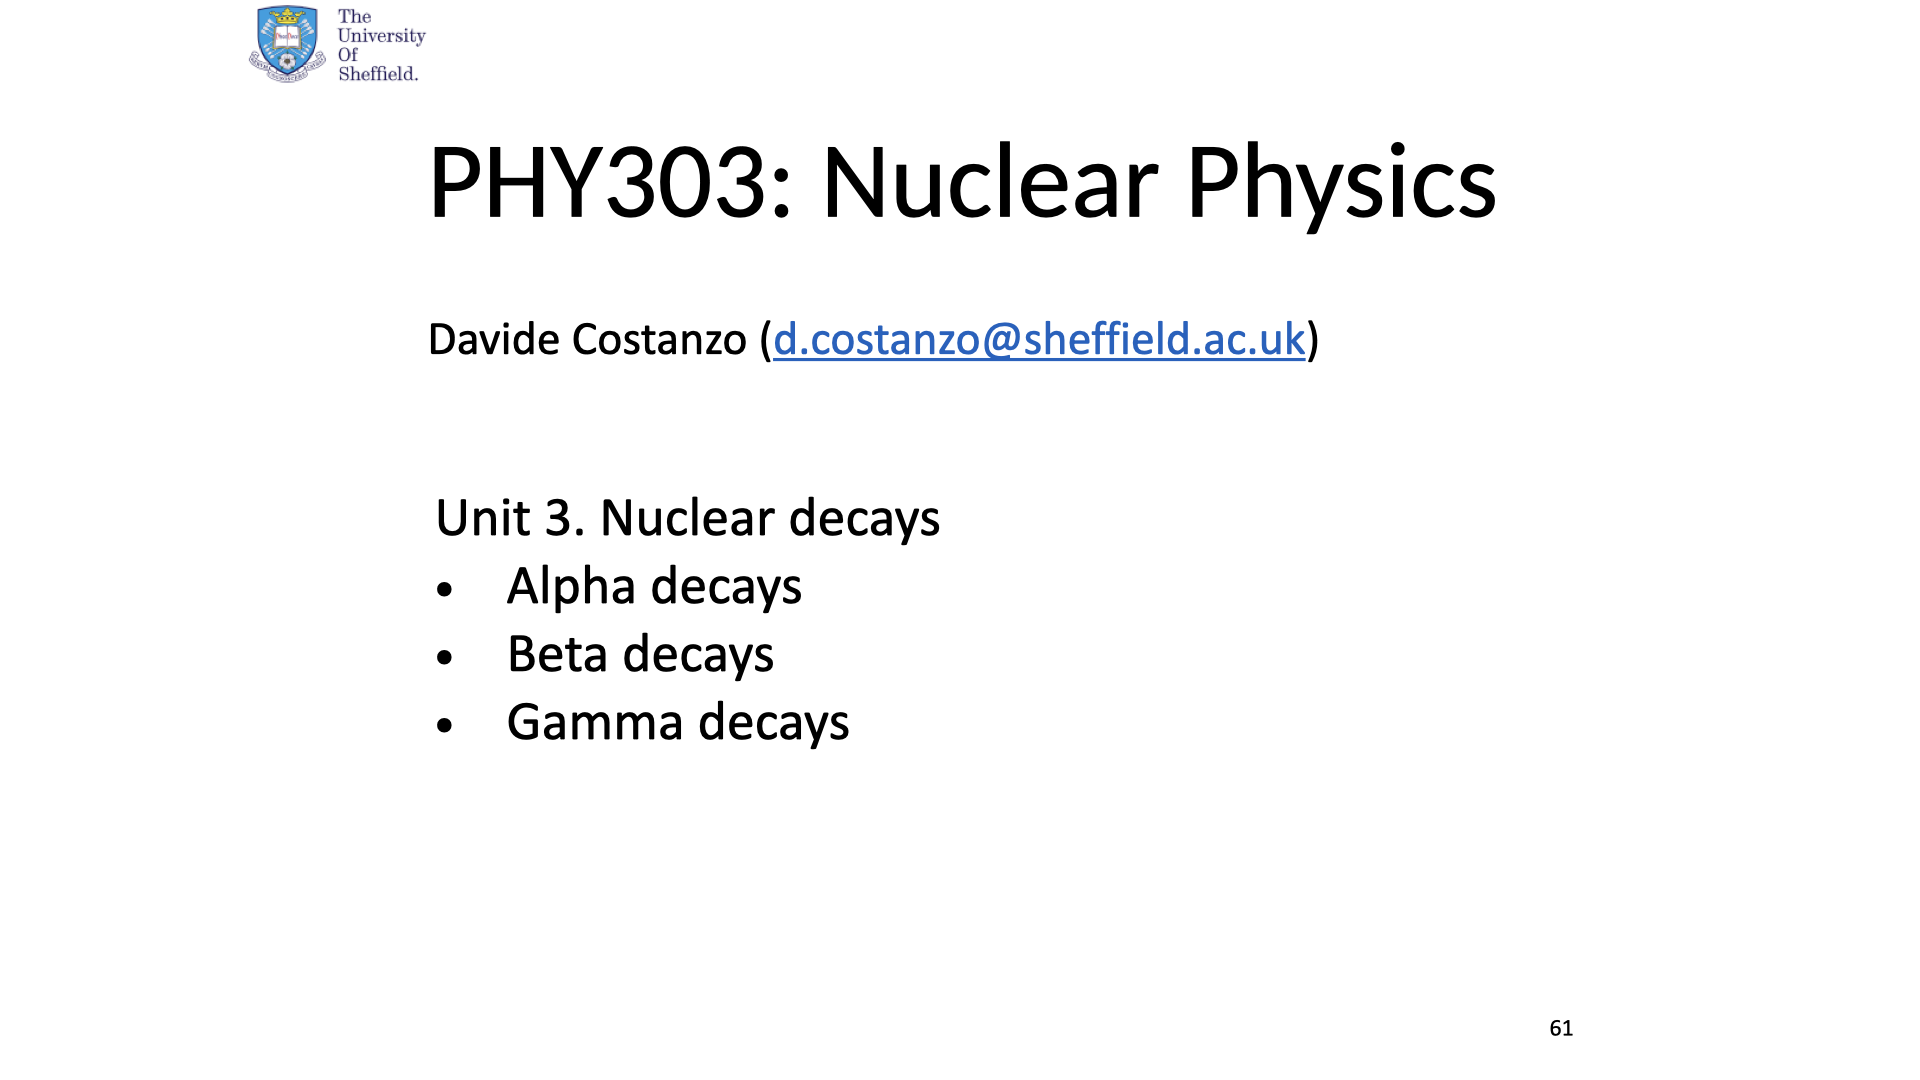 The
University
Of
Sheffield.
PHY303: Nuclear Physics
Davide Costanzo (d.costanzo@sheffield.ac.uk)
Unit 3. Nuclear decays
• Alpha decays
• Beta decays
• Gamma decays
61